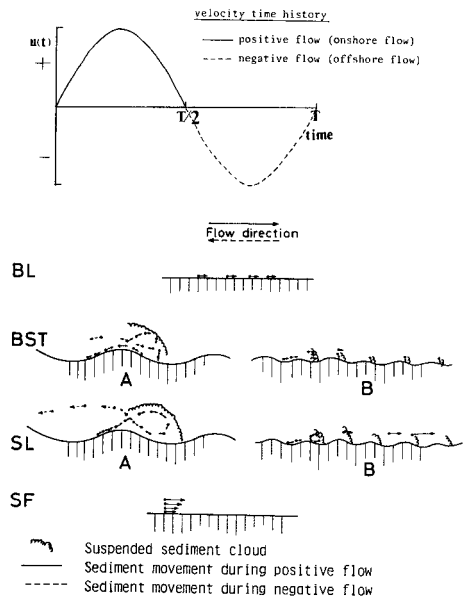 velocity time history
u(t)
positive flow (onshore flow)
negative flow (offshore flow)
+
T/2
T
time
−
Flow direction
BL
BST
A
B
SL
A
B
SF
Suspended sediment cloud
Sediment movement during positive flow
Sediment movement during negative flow